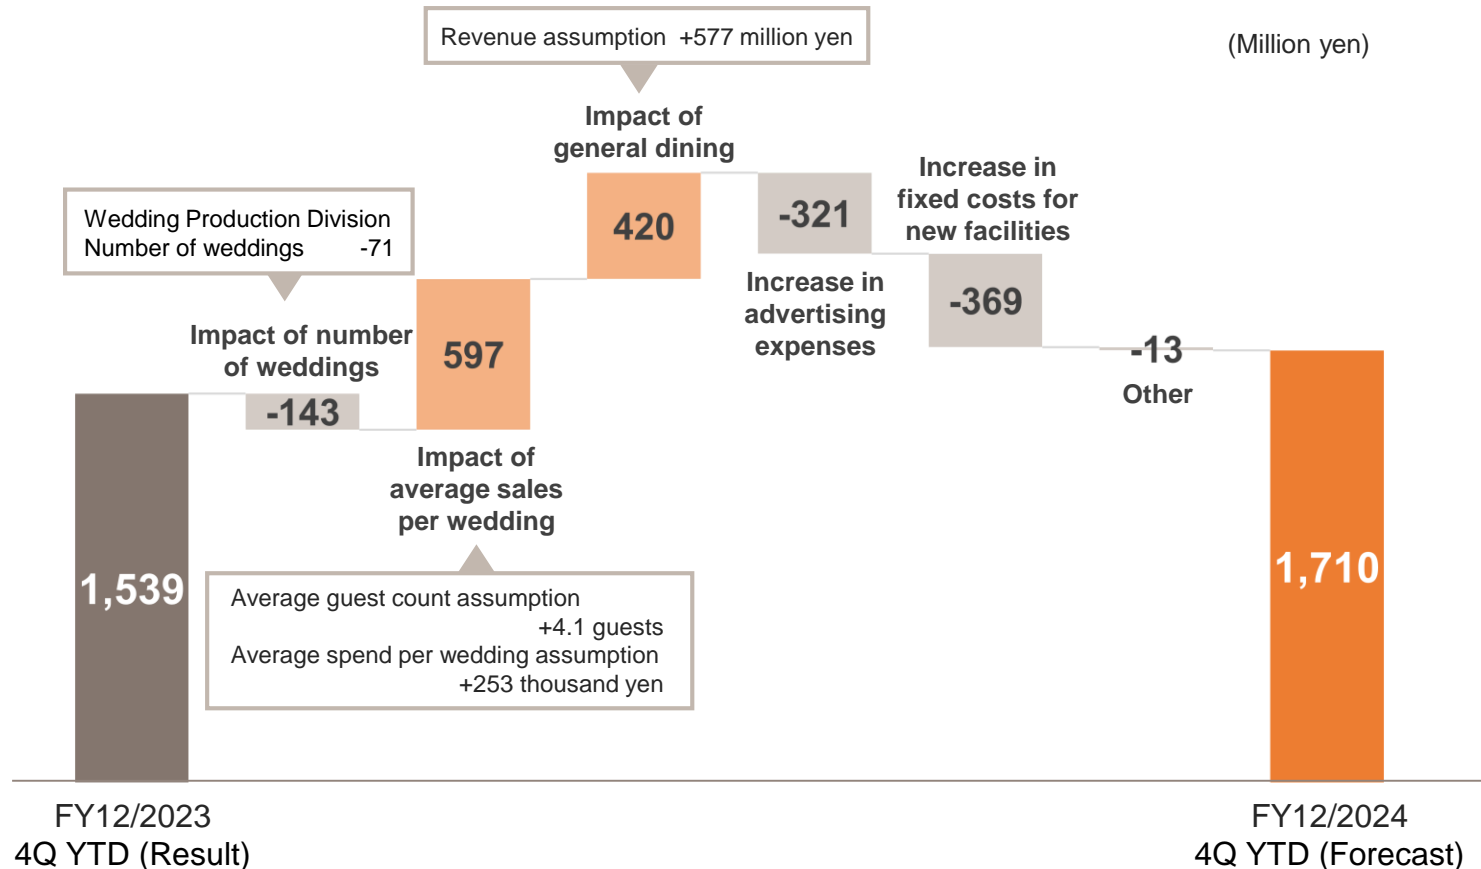 Revenue assumption +577 million yen
(Million yen)
Impact of
general dining
Increase in
fixed costs for
new facilities
Wedding Production Division
Number of weddings -71
420
-321
Increase in
advertising
expenses
-369
Impact of number
of weddings
597
-13
Other
-143
Impact of
average sales
per wedding
1,539
1,710
Average guest count assumption
+4.1 guests
Average spend per wedding assumption
+253 thousand yen
FY12/2023
4Q YTD (Result)
FY12/2024
4Q YTD (Forecast)